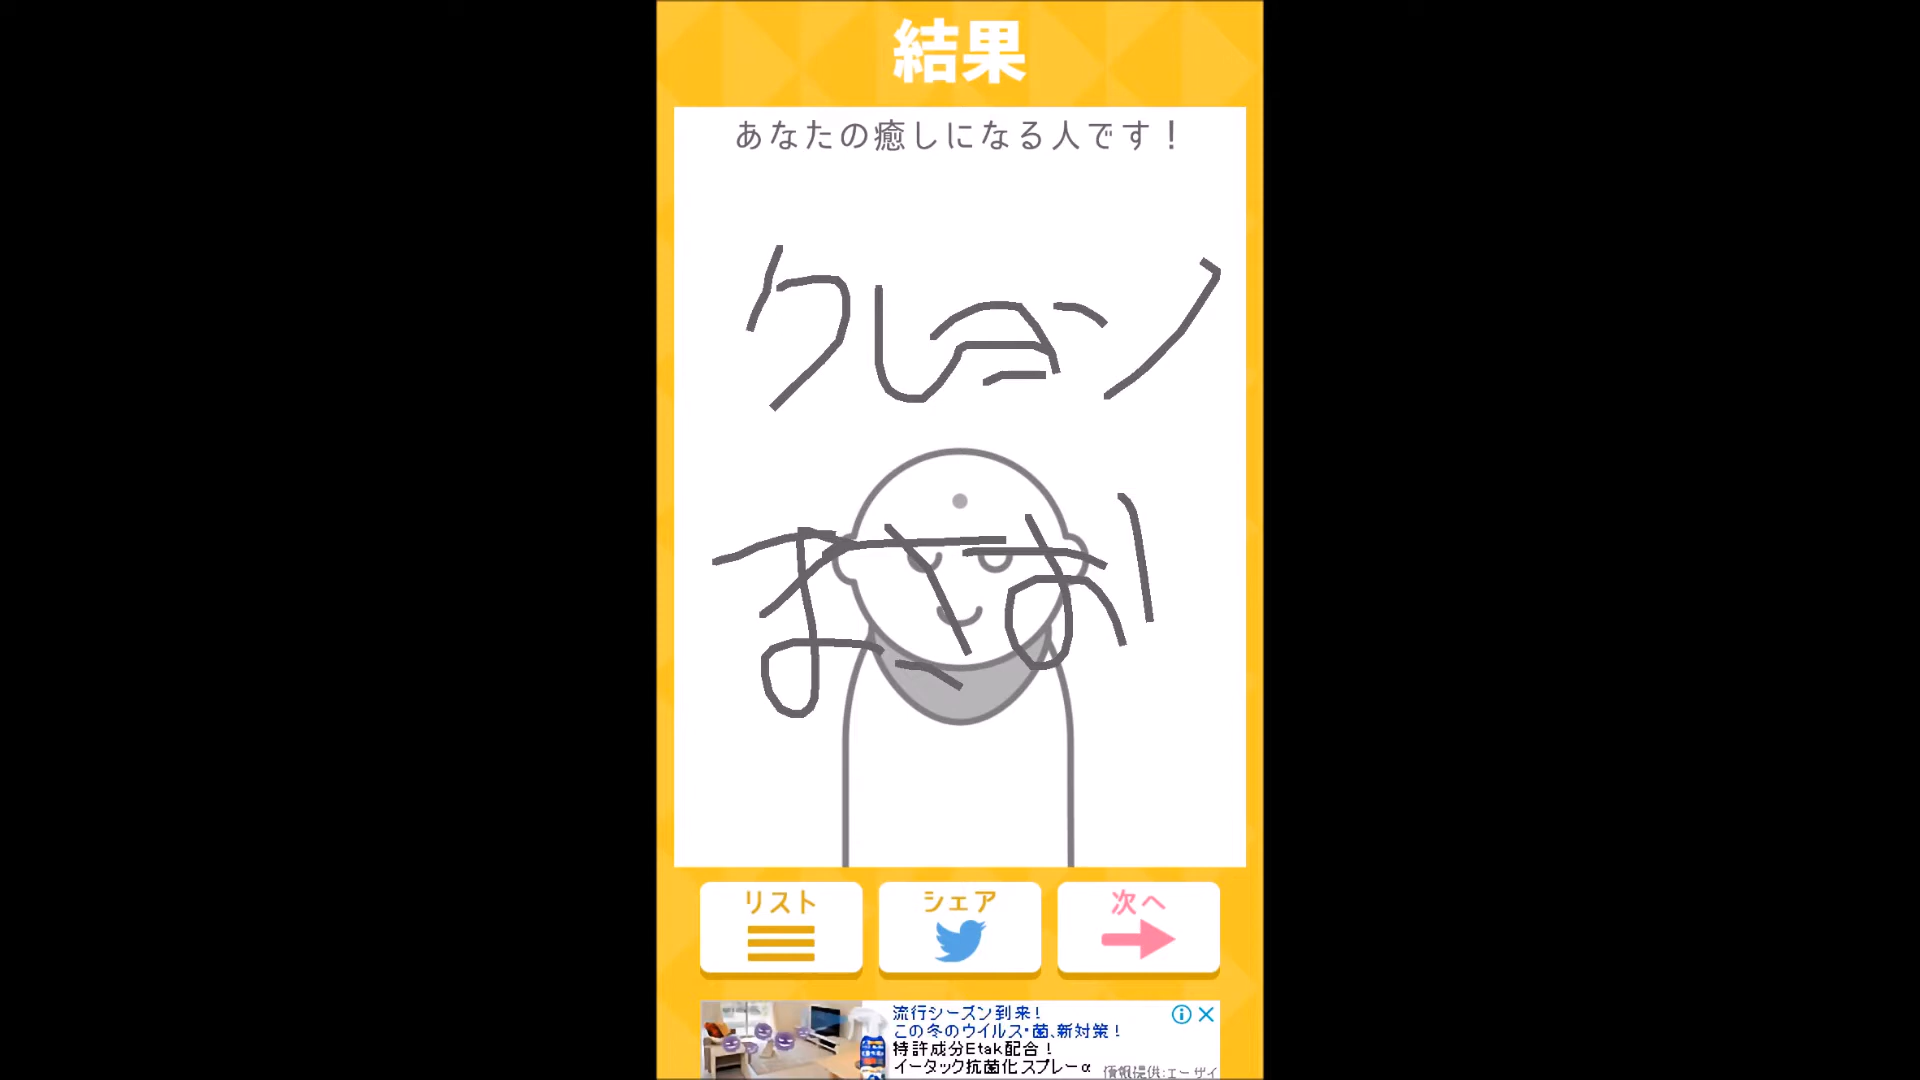 結果
あなたの癒しになる人です!
クレヨン
まさお
リスト
シェア
次へ
流行シーズン到来!
この冬のウイルス・菌、新対策!
特許成分Etak配合!
イータック抗菌化スプレーα
情報提供:エーザイ